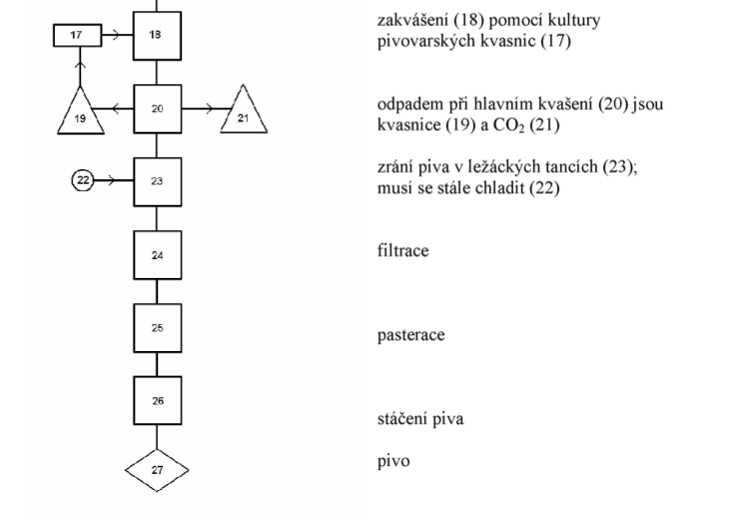 17
18
zakvášení (18) pomocí kultury
pivovarských kvasnic (17)
19
20
21
odpadem při hlavním kvašení (20) jsou
kvasnice (19) a CO₂ (21)
22
23
zrání piva v ležáckých tancích (23);
musí se stále chladit (22)
24
filtrace
25
pasterace
26
stáčení piva
27
pivo